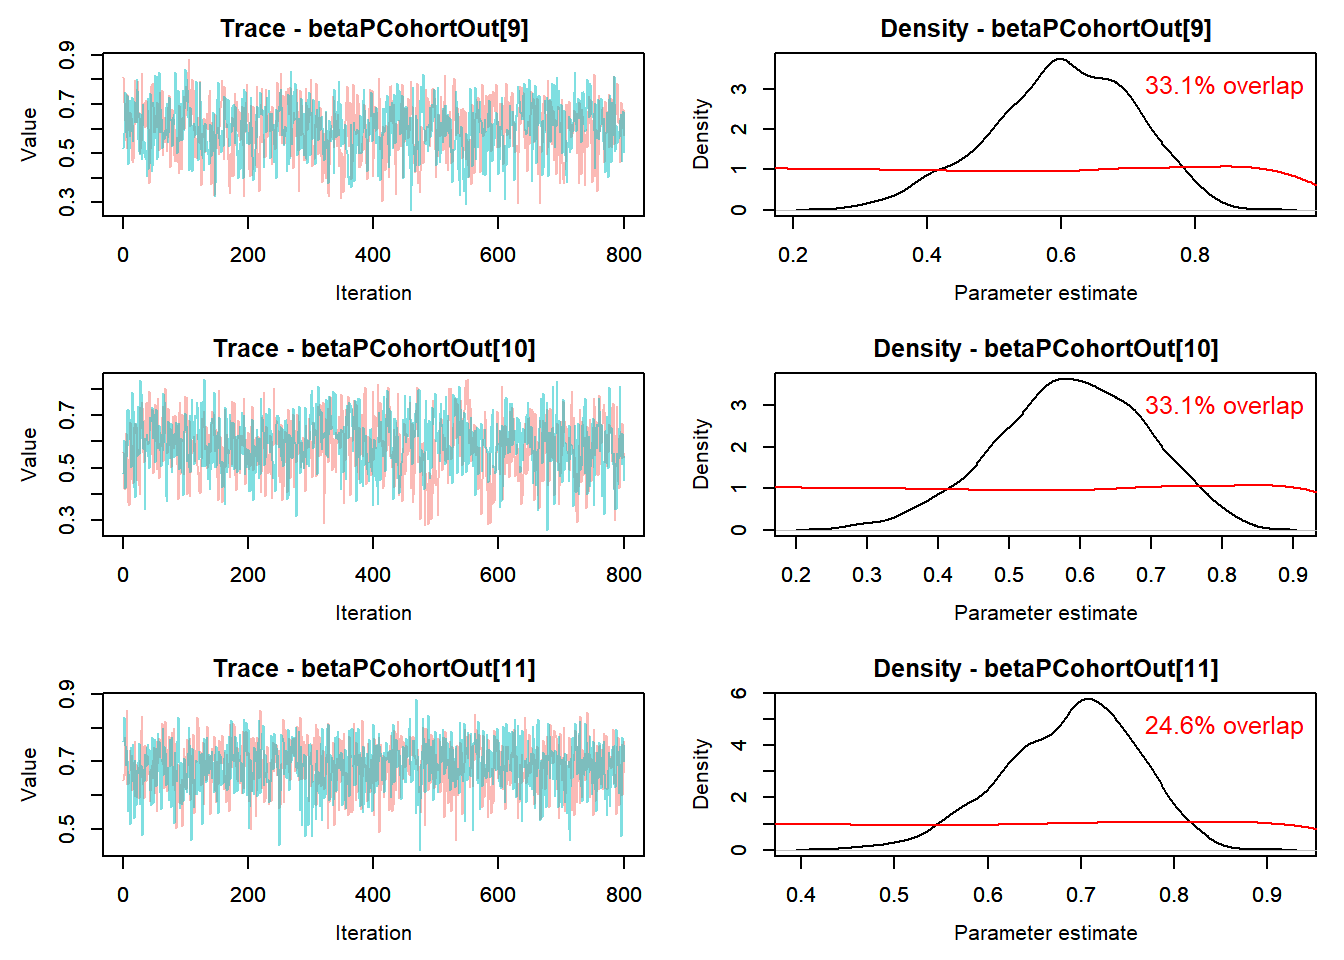 Trace - betaPCohortOut[9]
Value
0.3 0.5 0.7 0.9
0 200 400 600 800
Iteration
Density - betaPCohortOut[9]
33.1% overlap
Density
0 1 2 3
0.2 0.4 0.6 0.8
Parameter estimate
Trace - betaPCohortOut[10]
Value
0.3 0.5 0.7
0 200 400 600 800
Iteration
Density - betaPCohortOut[10]
33.1% overlap
Density
0 1 2 3
0.2 0.3 0.4 0.5 0.6 0.7 0.8 0.9
Parameter estimate
Trace - betaPCohortOut[11]
Value
0.5 0.7 0.9
0 200 400 600 800
Iteration
Density - betaPCohortOut[11]
24.6% overlap
Density
0 2 4 6
0.4 0.5 0.6 0.7 0.8 0.9
Parameter estimate